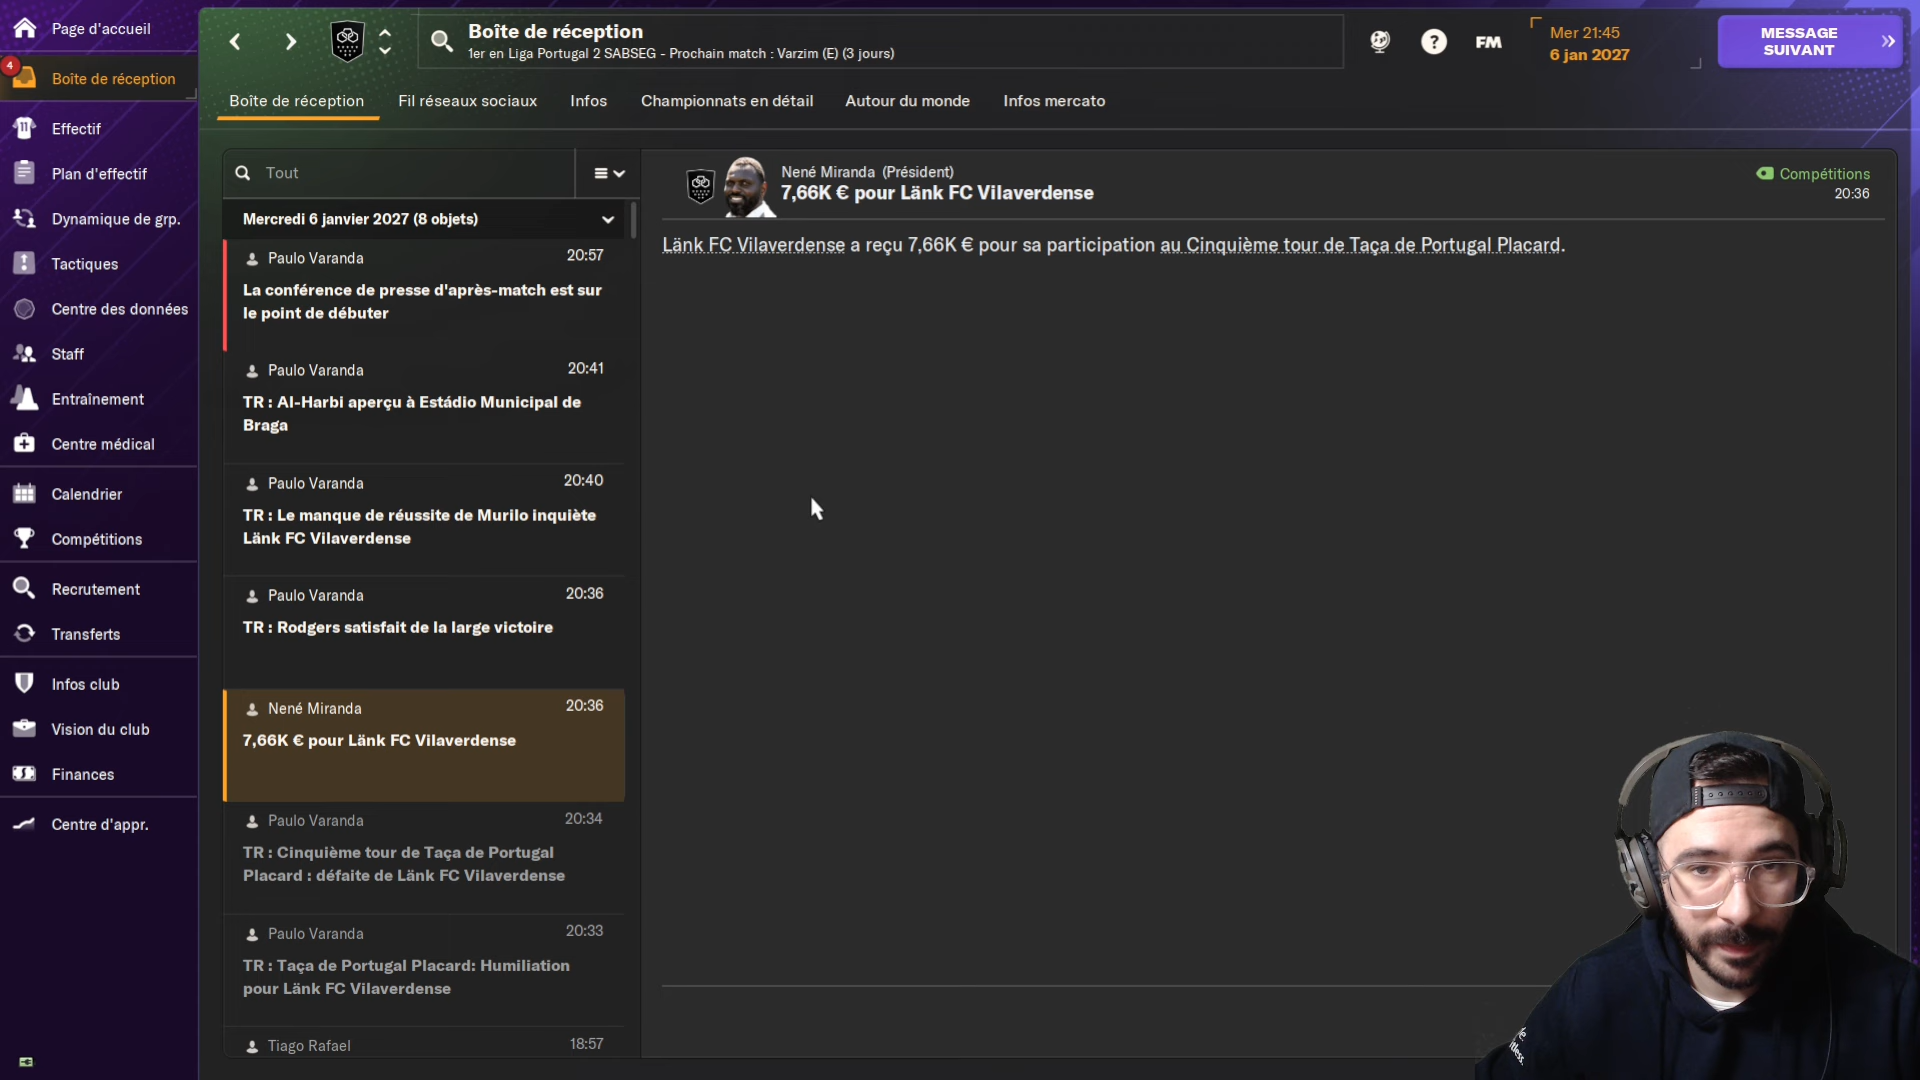 Page d'accueil
4
Boîte de réception
Effectif
Plan d'effectif
Dynamique de grp.
Tactiques
Centre des données
Staff
Entraînement
Centre médical
Calendrier
Compétitions
Recrutement
Transferts
Infos club
Vision du club
Finances
Centre d'appr.
Boîte de réception
1er en Liga Portugal 2 SABSEG - Prochain match : Varzim (E) (3 jours)
?
FM
Mer 21:45
6 jan 2027
MESSAGE
SUIVANT
Boîte de réception
Fil réseaux sociaux
Infos
Championnats en détail
Autour du monde
Infos mercato
Tout
Mercredi 6 janvier 2027 (8 objets)
Paulo Varanda 20:57
La conférence de presse d'après-match est sur
le point de débuter
Paulo Varanda 20:41
TR : Al-Harbi aperçu à Estádio Municipal de
Braga
Paulo Varanda 20:40
TR : Le manque de réussite de Murilo inquiète
Länk FC Vilaverdense
Paulo Varanda 20:36
TR : Rodgers satisfait de la large victoire
Nené Miranda 20:36
7,66K € pour Länk FC Vilaverdense
Paulo Varanda 20:34
TR : Cinquième tour de Taça de Portugal
Placard : défaite de Länk FC Vilaverdense
Paulo Varanda 20:33
TR : Taça de Portugal Placard: Humiliation
pour Länk FC Vilaverdense
Tiago Rafael 18:57
Nené Miranda (Président)
7,66K € pour Länk FC Vilaverdense
Compétitions
20:36
Länk FC Vilaverdense a reçu 7,66K € pour sa participation au Cinquième tour de Taça de Portugal Placard.